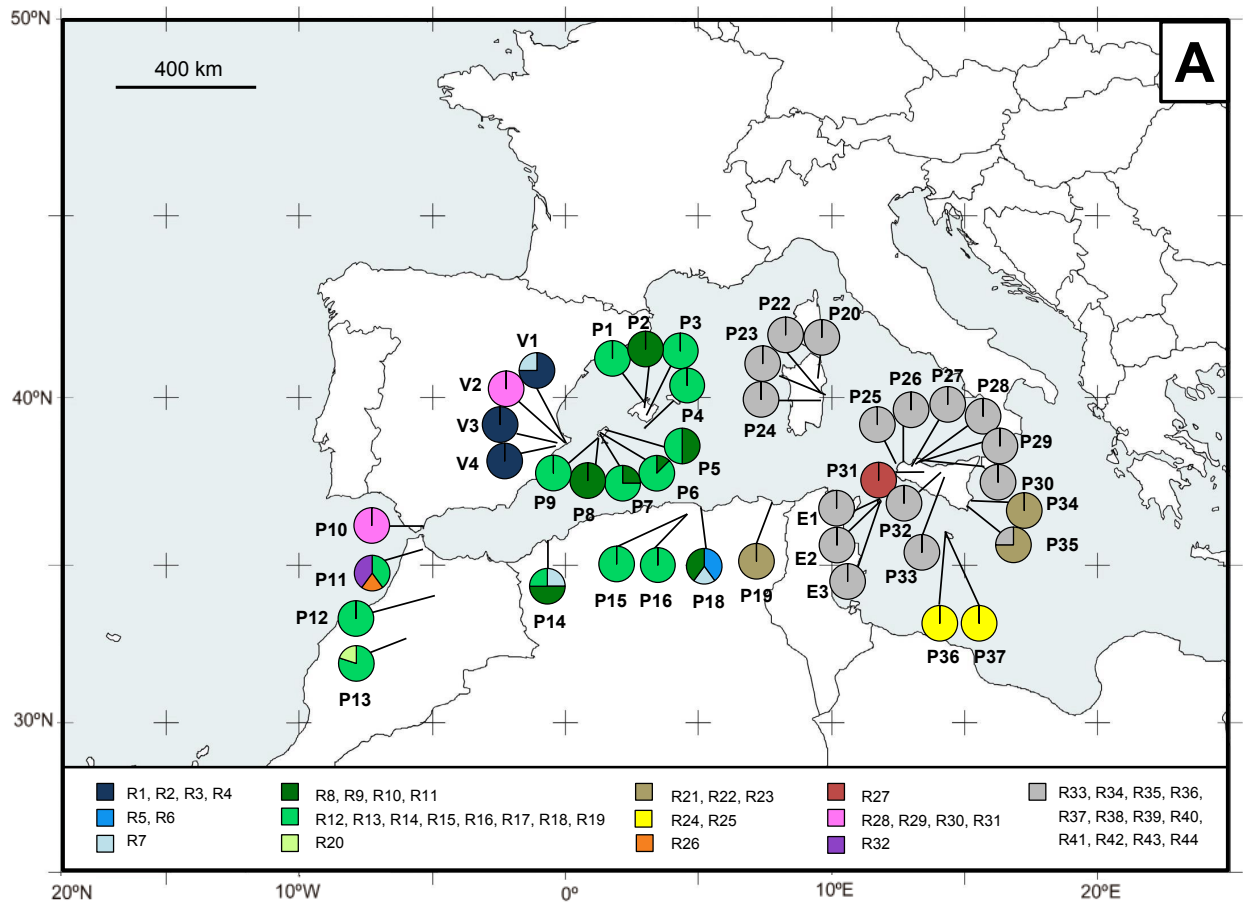 50ºN
A
400 km
40ºN
30ºN
V1
V2
V3
V4
P1
P2
P3
P4
P5
P6
P7
P8
P9
P10
P11
P12
P13
P14
P15
P16
P18
P19
P20
P22
P23
P24
P25
P26
P27
P28
P29
P30
P31
P32
P33
P34
P35
E1
E2
E3
P36
P37
R1, R2, R3, R4
R5, R6
R7
R8, R9, R10, R11
R12, R13, R14, R15, R16, R17, R18, R19
R20
R21, R22, R23
R24, R25
R26
R27
R28, R29, R30, R31
R32
R33, R34, R35, R36,
R37, R38, R39, R40,
R41, R42, R43, R44
20ºN
10ºW
0º
10ºE
20ºE